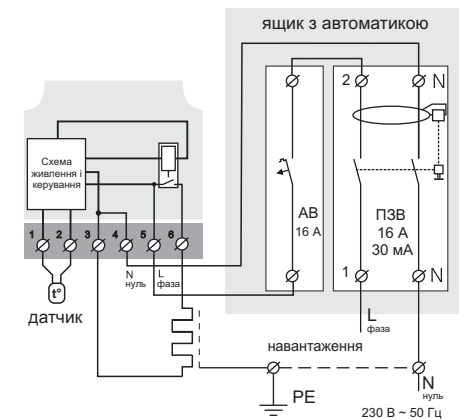 ящик з автоматикою
2
N
Схема
живлення і
керування
АВ
16 А
ПЗВ
16 А
30 мА
1
2
3
4
5
6
1
N
N
нуль
L
фаза
t°
датчик
L
фаза
навантаження
PE
N
нуль
230 В ~ 50 Гц